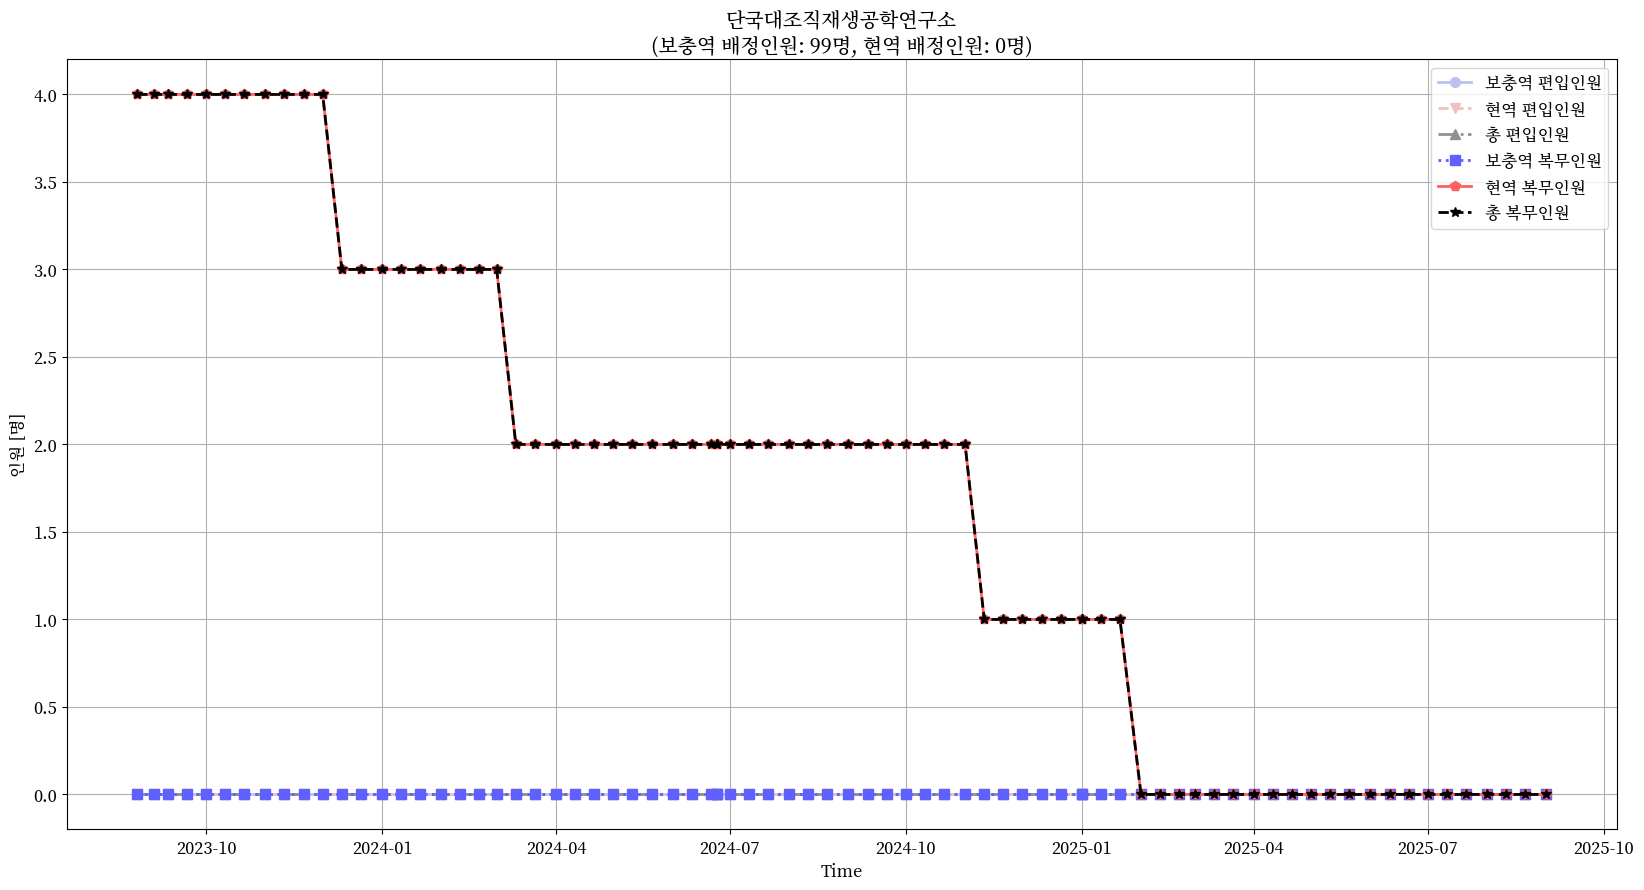 단국대조직재생공학연구소
(보충역 배정인원: 99명, 현역 배정인원: 0명)
보충역 편입인원
현역 편입인원
총 편입인원
보충역 복무인원
현역 복무인원
총 복무인원
인원 [명]
4.0
3.5
3.0
2.5
2.0
1.5
1.0
0.5
0.0
2023-10 2024-01 2024-04 2024-07 2024-10 2025-01 2025-04 2025-07 2025-10
Time